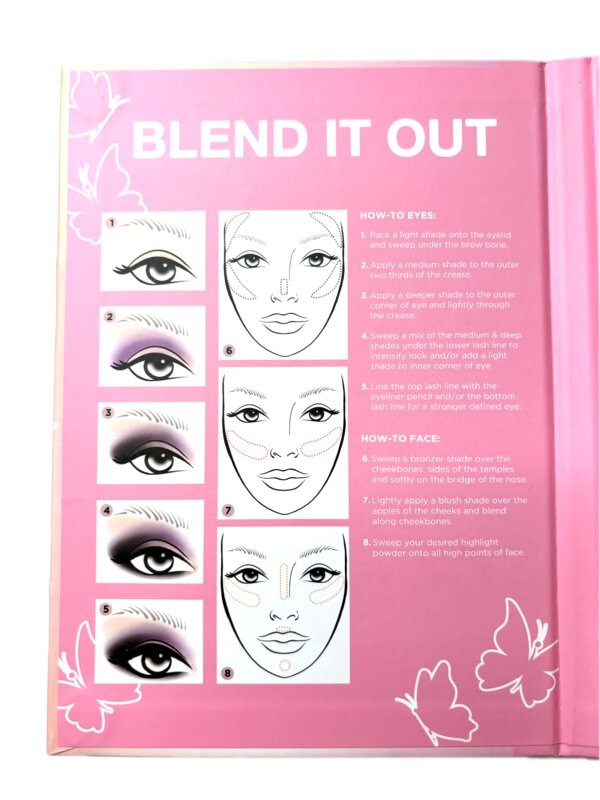 BLEND IT OUT
1
2
3
4
5
6
7
8
HOW-TO EYES:
1. Pack a light shade onto the eyelid
and sweep under the brow bone.
2. Apply a medium shade to the outer
two thirds of the crease.
3. Apply a deeper shade to the outer
corner of eye and lightly through
the crease.
4. Sweep a mix of the medium & deep
shades under the lower lash line to
intensify look and/or add a light
shade to inner corner of eye.
5. Line the top lash line with the
eyeliner pencil and/or the bottom
lash line for a stronger defined eye.
HOW-TO FACE:
6. Sweep a bronzer shade over the
cheekbones, sides of the temples
and softly on the bridge of the nose.
7. Lightly apply a blush shade over the
apples of the cheeks and blend
along cheekbones.
8. Sweep your desired highlight
powder onto all high points of face.